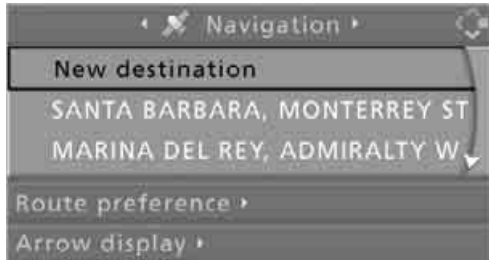 Navigation
New destination
SANTA BARBARA, MONTERREY ST
MARINA DEL REY, ADMIRALTY W
Route preference
Arrow display